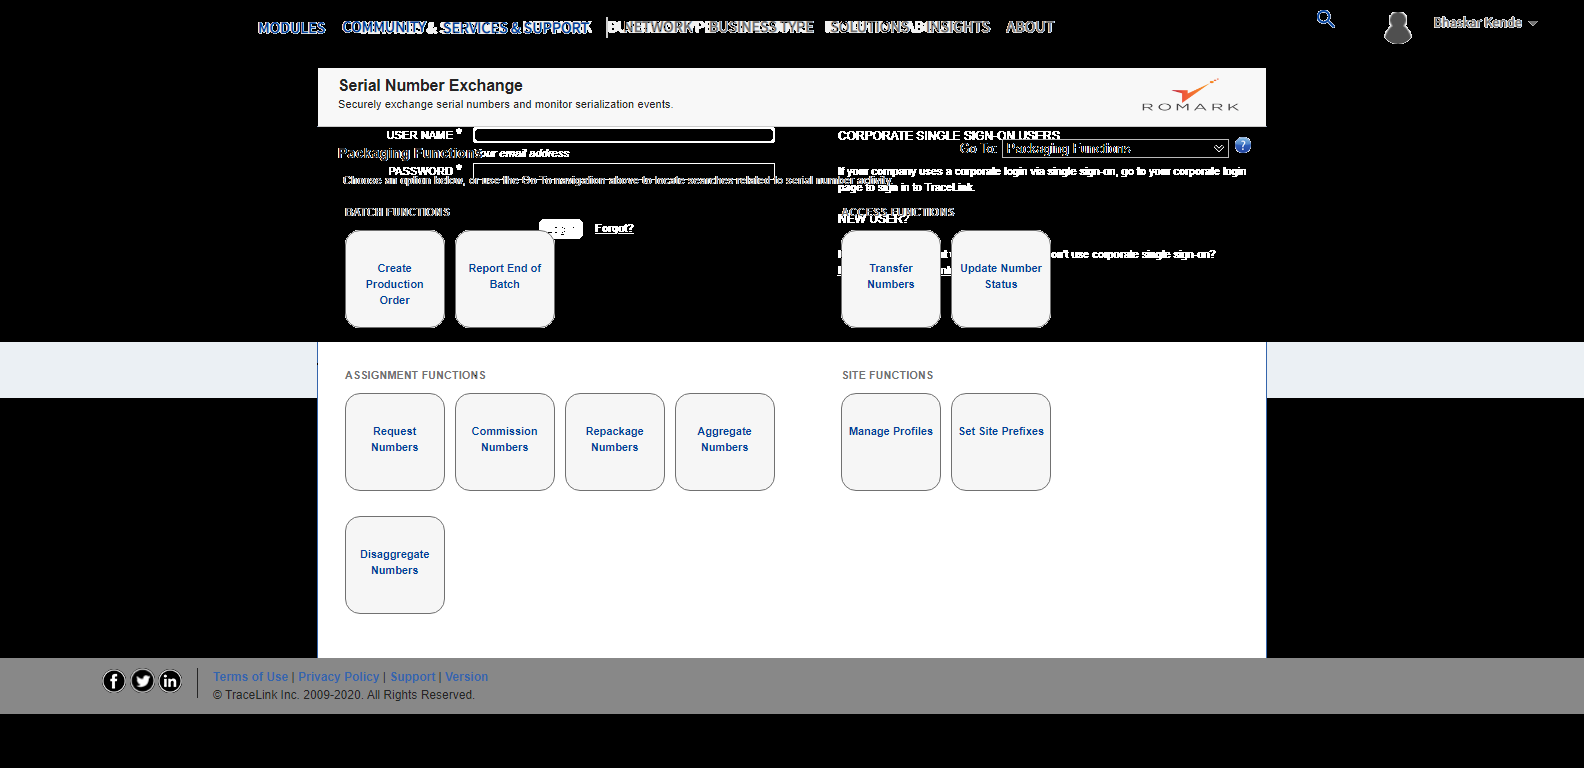 MODULES
COMMUNITY
& SERVICES & SUPPORT
NETWORK
BUSINESS TYPE
SOLUTIONS
INSIGHTS
ABOUT
Bhaskar Kende
Serial Number Exchange
Securely exchange serial numbers and monitor serialization events.
ROMARK
USER NAME *
Your email address
PASSWORD *
CORPORATE SINGLE SIGN-ON USERS
Go To: Packaging Functions ?
Packaging Functions
If your company uses a corporate login via single sign-on, go to your corporate login
page to sign in to TraceLink.
Choose an option below, or use the Go To navigation above to locate searches related to serial number activity.
BATCH FUNCTIONS
ACCESS FUNCTIONS
NEW USER?
Forgot?
on't use corporate single sign-on?
Create
Production
Order
Report End of
Batch
Transfer
Numbers
Update Number
Status
ASSIGNMENT FUNCTIONS
SITE FUNCTIONS
Request
Numbers
Commission
Numbers
Repackage
Numbers
Aggregate
Numbers
Manage Profiles
Set Site Prefixes
Disaggregate
Numbers
Terms of Use | Privacy Policy | Support | Version
© TraceLink Inc. 2009-2020. All Rights Reserved.